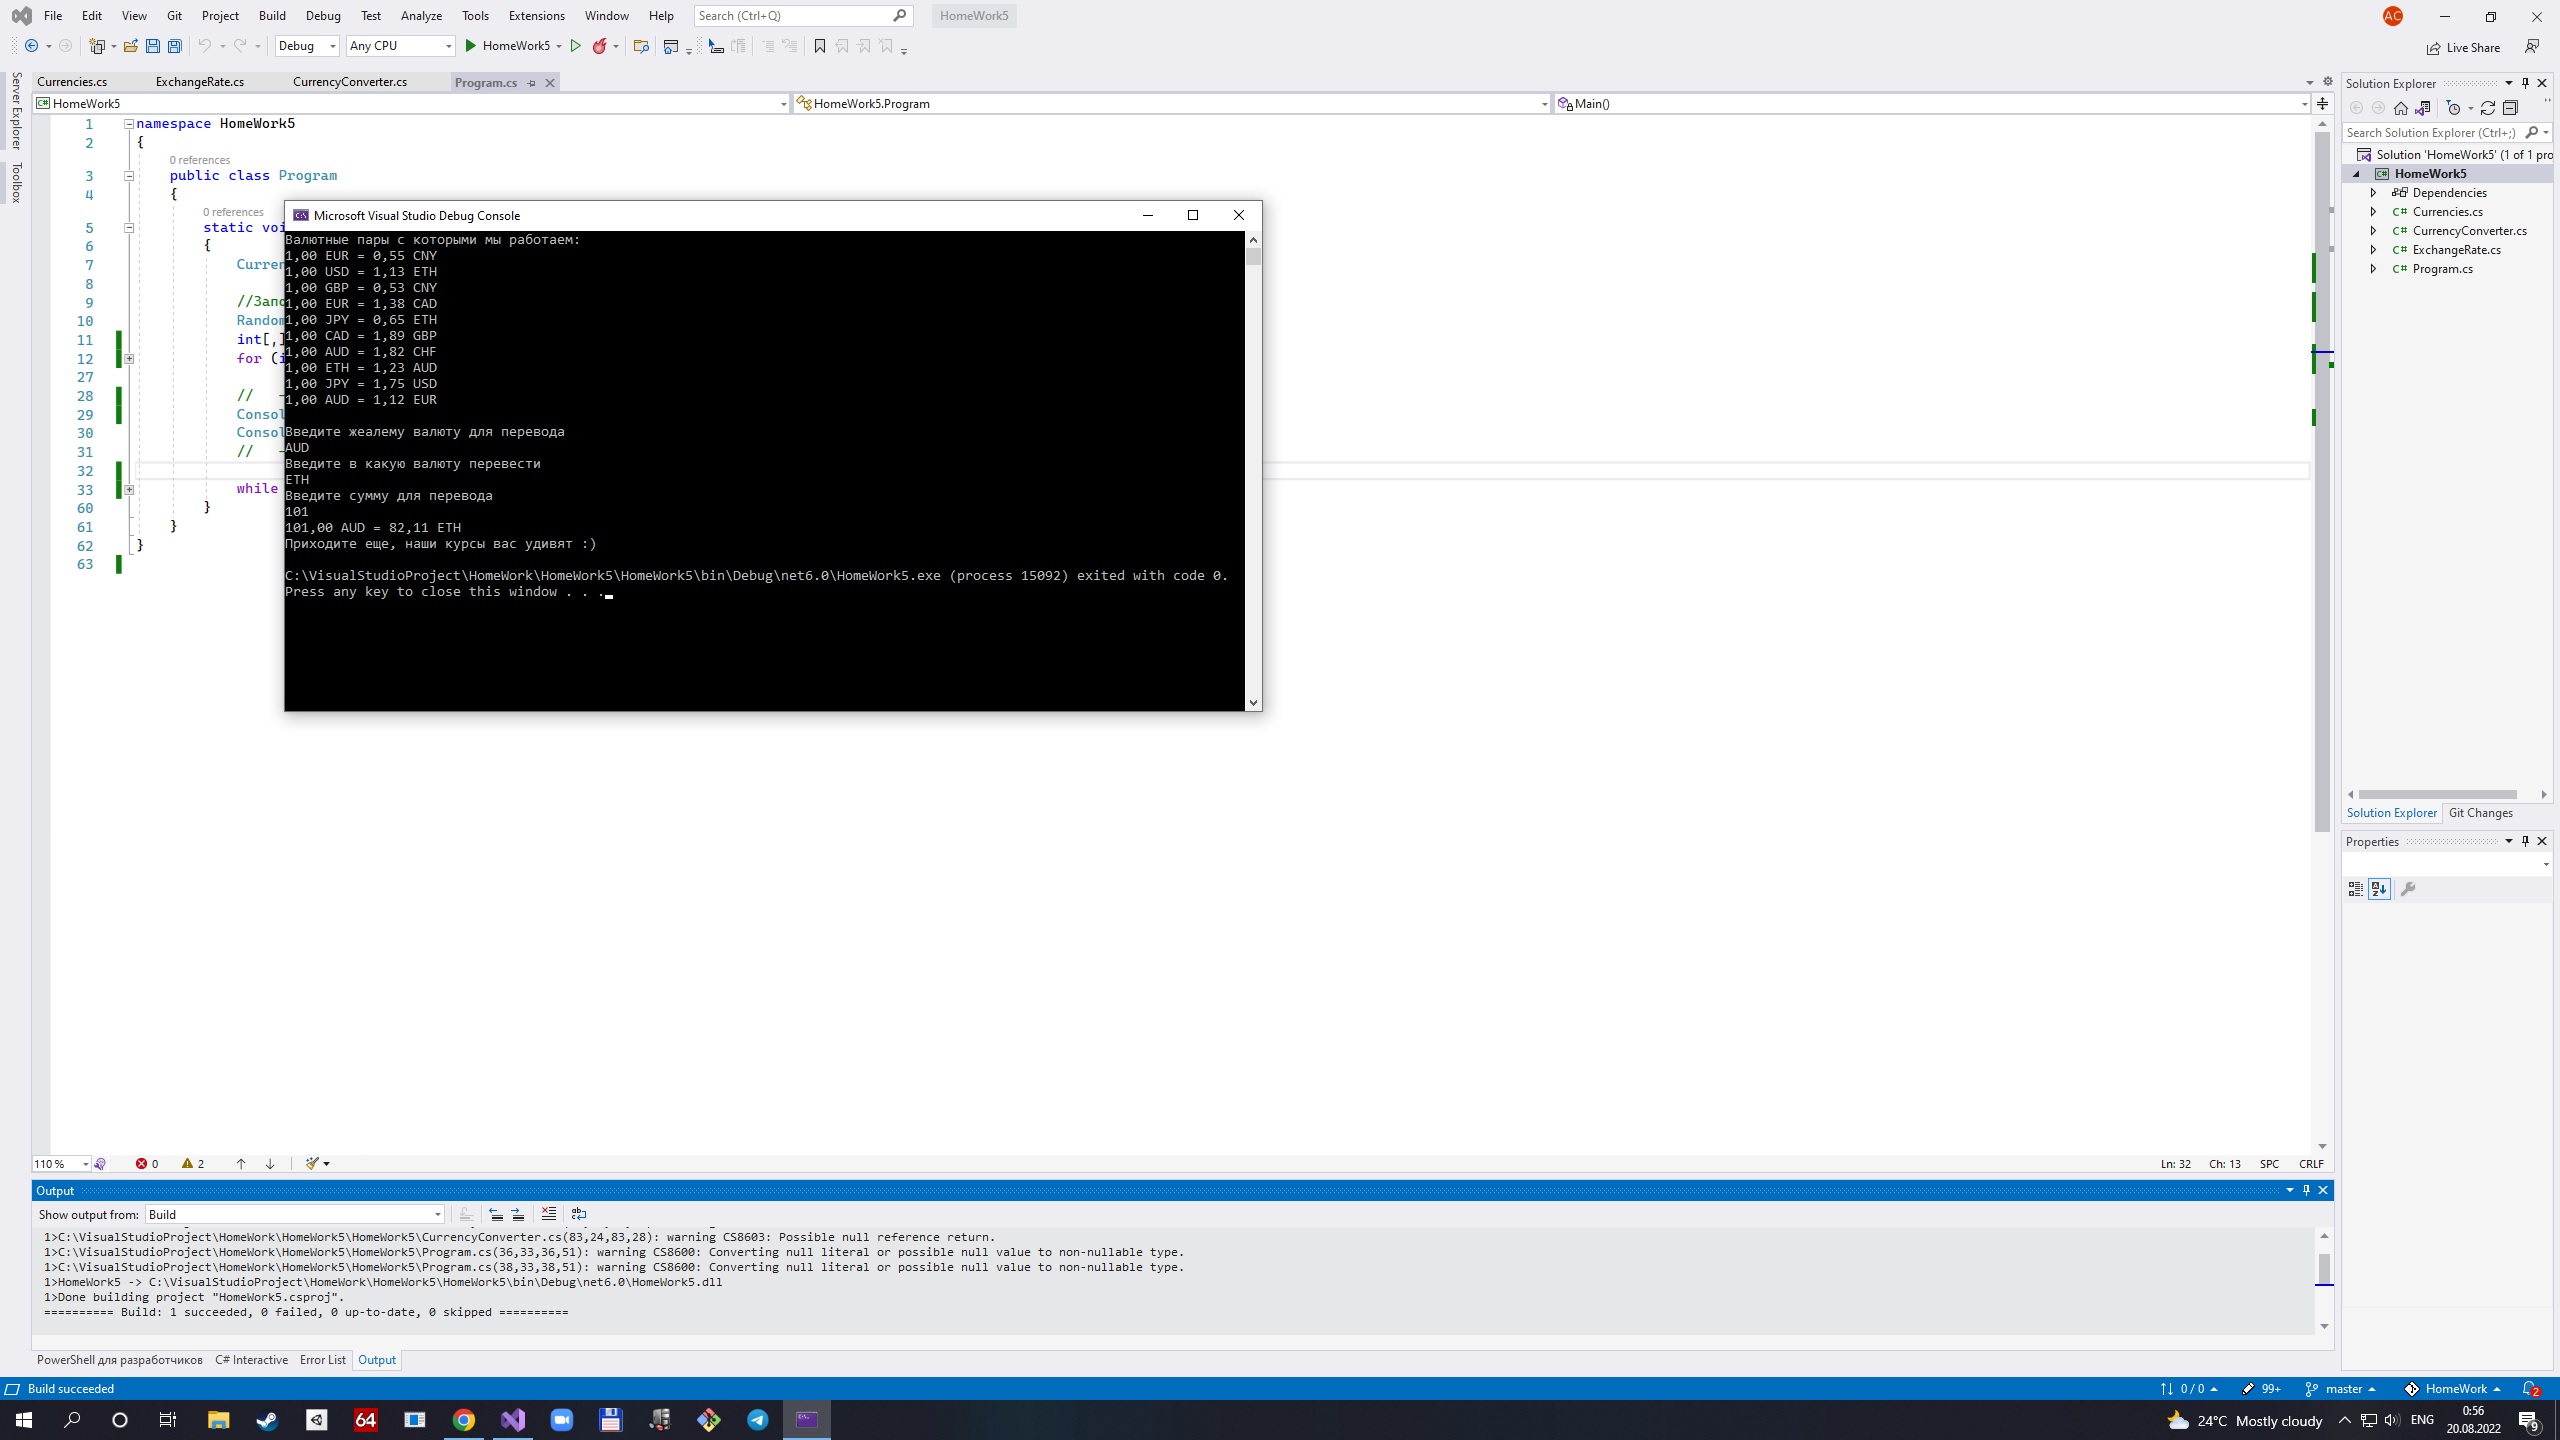 File Edit View Git Project Build Debug Test Analyze Tools Extensions Window Help Search (Ctrl+Q) HomeWork5 AC
Debug Any CPU HomeWork5 Live Share
Server Explorer
Toolbox
Currencies.cs ExchangeRate.cs CurrencyConverter.cs Program.cs
HomeWork5 HomeWork5.Program Main()
1 namespace HomeWork5
2 {
0 references
3 public class Program
4 {
0 references
5 static voi
6 {
7 Curren
8
9 //Запо
10 Random
11 int[,]
12 for (i
27
28 // -
29 Consol
30 Consol
31 // -
32
33 while
60 }
61 }
62 }
63
Microsoft Visual Studio Debug Console
Валютные пары с которыми мы работаем:
1,00 EUR = 0,55 CNY
1,00 USD = 1,13 ETH
1,00 GBP = 0,53 CNY
1,00 EUR = 1,38 CAD
1,00 JPY = 0,65 ETH
1,00 CAD = 1,89 GBP
1,00 AUD = 1,82 CHF
1,00 ETH = 1,23 AUD
1,00 JPY = 1,75 USD
1,00 AUD = 1,12 EUR
Введите жеалему валюту для перевода
AUD
Введите в какую валюту перевести
ETH
Введите сумму для перевода
101
101,00 AUD = 82,11 ETH
Приходите еще, наши курсы вас удивят :)
C:\VisualStudioProject\HomeWork\HomeWork5\HomeWork5\bin\Debug\net6.0\HomeWork5.exe (process 15092) exited with code 0.
Press any key to close this window . . .
Solution Explorer
Search Solution Explorer (Ctrl+;)
Solution 'HomeWork5' (1 of 1 pro
HomeWork5
Dependencies
Currencies.cs
CurrencyConverter.cs
ExchangeRate.cs
Program.cs
Solution Explorer Git Changes
Properties
110 % 0 2 Ln: 32 Ch: 13 SPC CRLF
Output
Show output from: Build
1>C:\VisualStudioProject\HomeWork\HomeWork5\HomeWork5\CurrencyConverter.cs(83,24,83,28): warning CS8603: Possible null reference return.
1>C:\VisualStudioProject\HomeWork\HomeWork5\HomeWork5\Program.cs(36,33,36,51): warning CS8600: Converting null literal or possible null value to non-nullable type.
1>C:\VisualStudioProject\HomeWork\HomeWork5\HomeWork5\Program.cs(38,33,38,51): warning CS8600: Converting null literal or possible null value to non-nullable type.
1>HomeWork5 -> C:\VisualStudioProject\HomeWork\HomeWork5\HomeWork5\bin\Debug\net6.0\HomeWork5.dll
1>Done building project "HomeWork5.csproj".
========== Build: 1 succeeded, 0 failed, 0 up-to-date, 0 skipped ==========
PowerShell для разработчиков C# Interactive Error List Output
Build succeeded 0 / 0 99+ master HomeWork 2
64 24°C Mostly cloudy ENG 0:56
20.08.2022 9